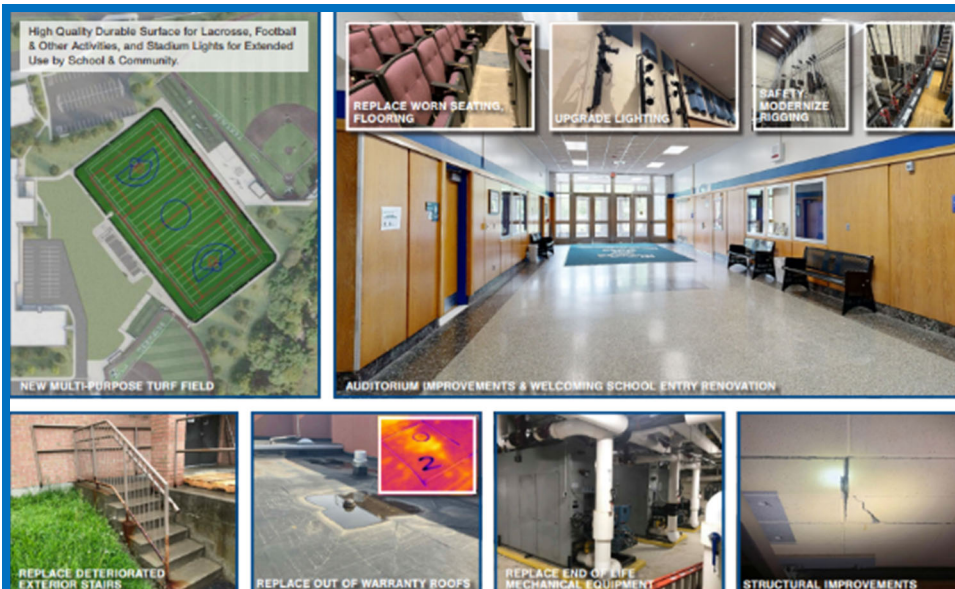 High Quality Durable Surface for Lacrosse, Football
& Other Activities, and Stadium Lights for Extended
Use by School & Community.
NEW MULTI-PURPOSE TURF FIELD
REPLACE WORN SEATING,
FLOORING
UPGRADE LIGHTING
SAFETY:
MODERNIZE
RIGGING
AUDITORIUM IMPROVEMENTS & WELCOMING SCHOOL ENTRY RENOVATION
REPLACE DETERIORATED
EXTERIOR STAIRS
2
REPLACE OUT OF WARRANTY ROOFS
REPLACE END OF LIFE
MECHANICAL EQUIPMENT
STRUCTURAL IMPROVEMENTS